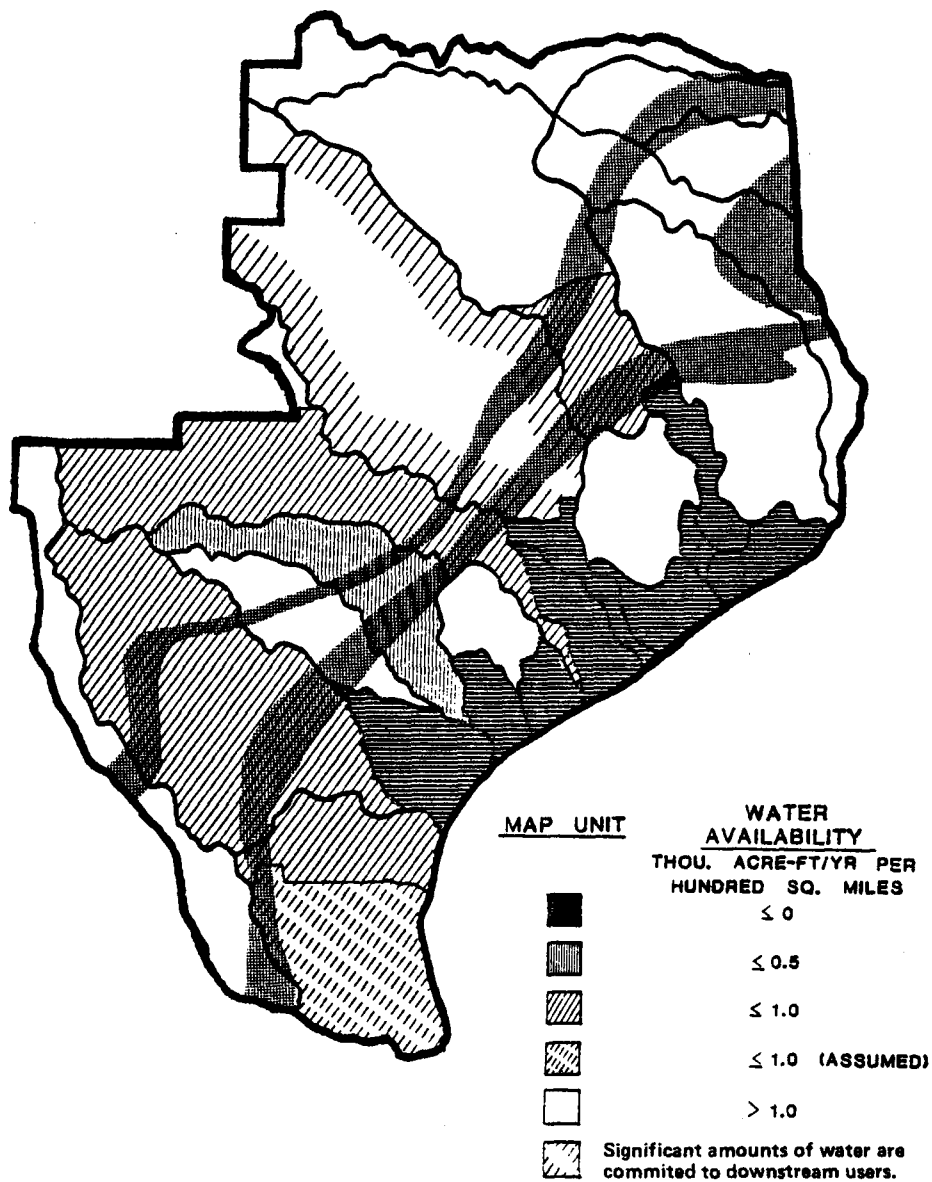 MAP UNIT
WATER
AVAILABILITY
THOU. ACRE-FT/YR PER
HUNDRED SQ. MILES
≤ 0
≤ 0.5
≤ 1.0
≤ 1.0 (ASSUMED)
> 1.0
Significant amounts of water are
commited to downstream users.